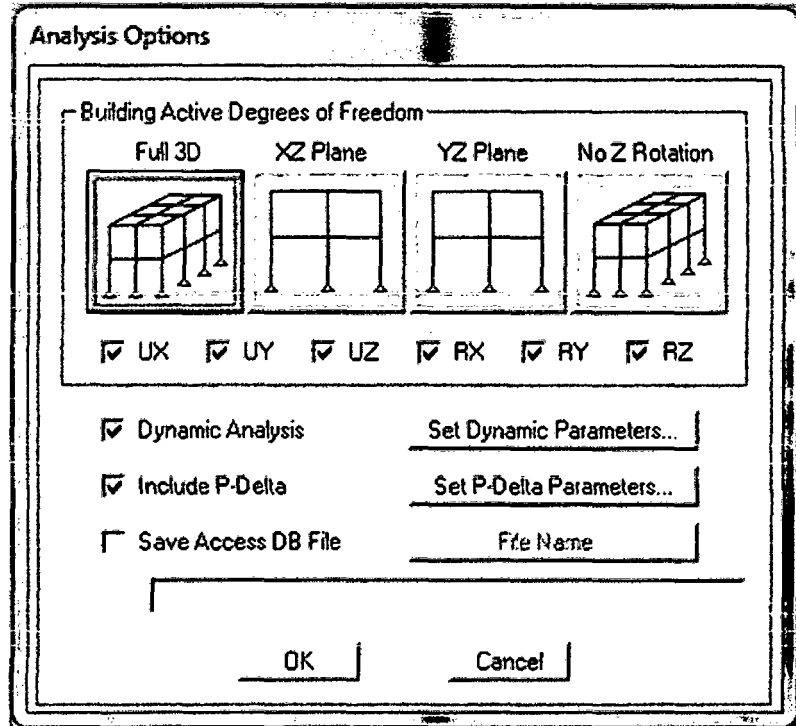 Analysis Options
Building Active Degrees of Freedom
Full 3D XZ Plane YZ Plane No Z Rotation
UX UY UZ RX RY RZ
Dynamic Analysis Set Dynamic Parameters...
Include P-Delta Set P-Delta Parameters...
Save Access DB File File Name
OK Cancel